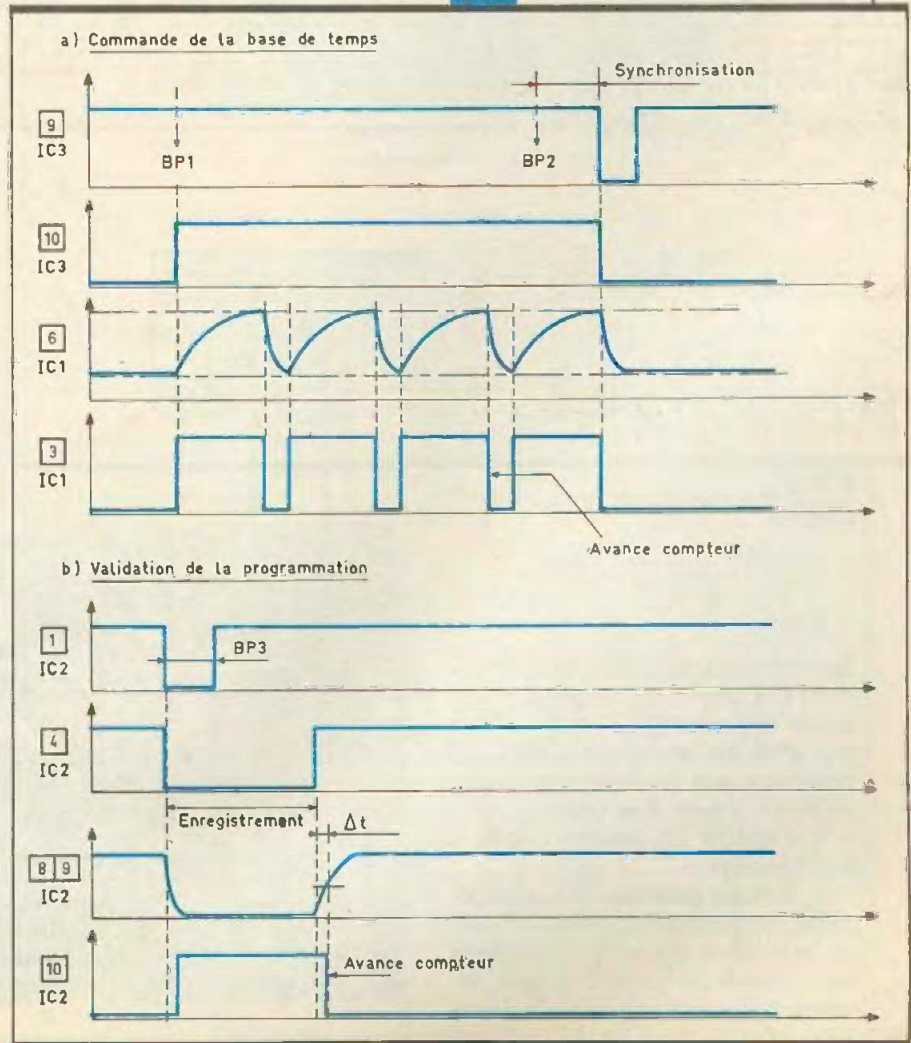 a) Commande de la base de temps
Synchronisation
9
IC3
BP1
BP2
10
IC3
6
IC1
3
IC1
Avance compteur
b) Validation de la programmation
1
IC2
BP3
4
IC2
Enregistrement
Δt
8 9
IC2
10
IC2
Avance compteur